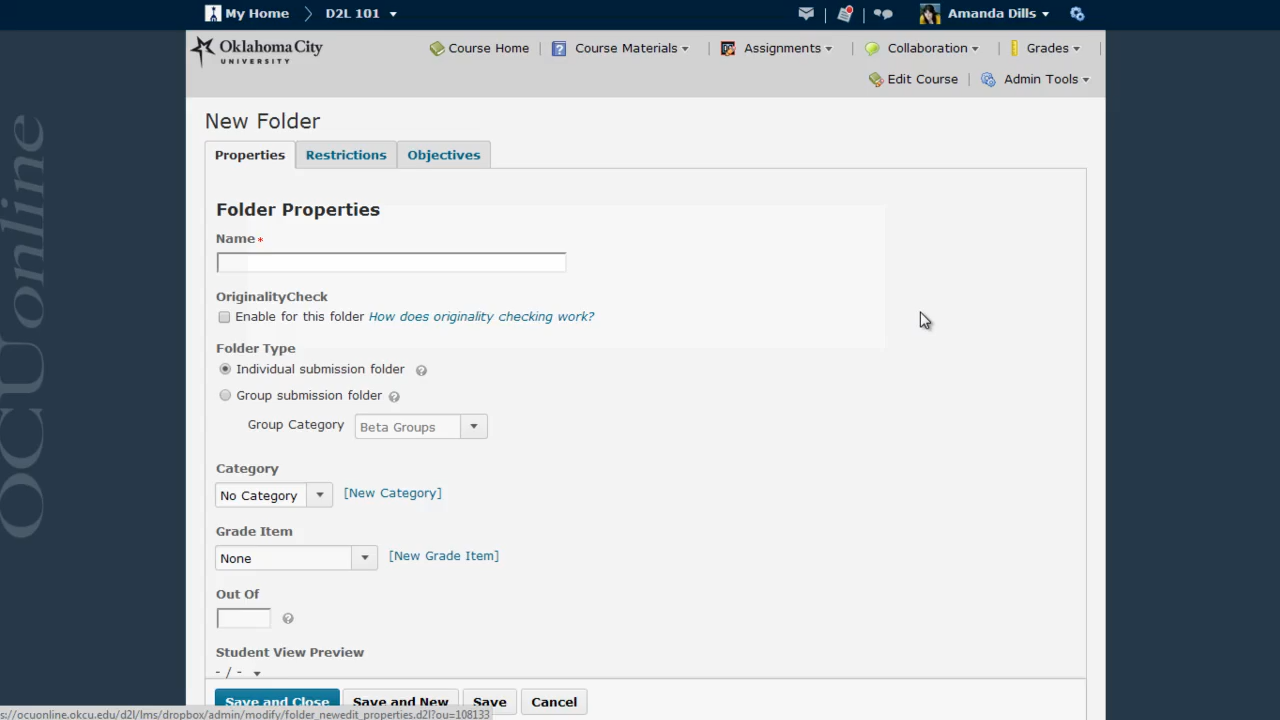 My Home D2L 101 Amanda Dills
Oklahoma City
UNIVERSITY
Course Home Course Materials Assignments Collaboration Grades
Edit Course Admin Tools
OCUonline
New Folder
Properties Restrictions Objectives
Folder Properties
Name *
OriginalityCheck
Enable for this folder How does originality checking work?
Folder Type
Individual submission folder ?
Group submission folder ?
Group Category Beta Groups
Category
No Category [New Category]
Grade Item
None [New Grade Item]
Out Of
?
Student View Preview
- / -
Save and Close Save and New Save Cancel
s://ocuonline.okcu.edu/d2l/lms/dropbox/admin/modify/folder_newedit_properties.d2l?ou=108133